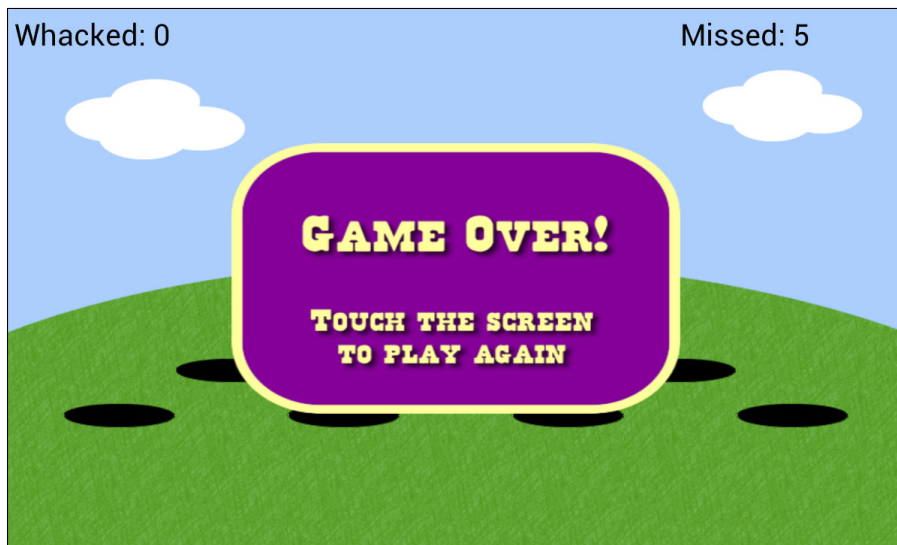 Whacked: 0
Missed: 5
Game Over!
Touch the screen
to play again